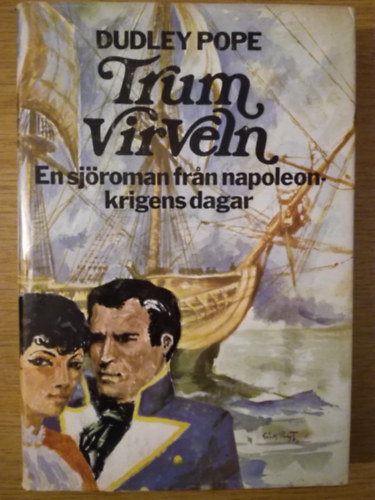 DUDLEY POPE
Trum
virveln
En sjöroman från napoleon-
krigens dagar